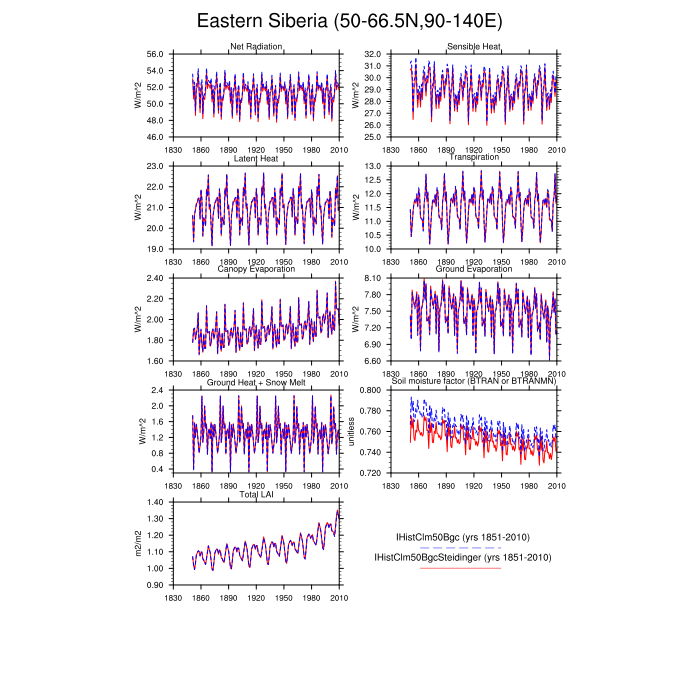 Eastern Siberia (50-66.5N,90-140E)
Net Radiation
W/m^2
56.0
54.0
52.0
50.0
48.0
46.0
1830 1860 1890 1920 1950 1980 2010
Sensible Heat
W/m^2
32.0
31.0
30.0
29.0
28.0
27.0
26.0
25.0
1830 1860 1890 1920 1950 1980 2010
Latent Heat
W/m^2
23.0
22.0
21.0
20.0
19.0
1830 1860 1890 1920 1950 1980 2010
Transpiration
W/m^2
13.0
12.5
12.0
11.5
11.0
10.5
10.0
1830 1860 1890 1920 1950 1980 2010
Canopy Evaporation
W/m^2
2.40
2.20
2.00
1.80
1.60
1830 1860 1890 1920 1950 1980 2010
Ground Evaporation
W/m^2
8.10
7.80
7.50
7.20
6.90
6.60
1830 1860 1890 1920 1950 1980 2010
Ground Heat + Snow Melt
W/m^2
2.4
2.0
1.6
1.2
0.8
0.4
1830 1860 1890 1920 1950 1980 2010
Soil moisture factor (BTRAN or BTRANMN)
unitless
0.800
0.780
0.760
0.740
0.720
1830 1860 1890 1920 1950 1980 2010
Total LAI
m2/m2
1.40
1.30
1.20
1.10
1.00
0.90
1830 1860 1890 1920 1950 1980 2010
IHistClm50Bgc (yrs 1851-2010)
IHistClm50BgcSteidinger (yrs 1851-2010)